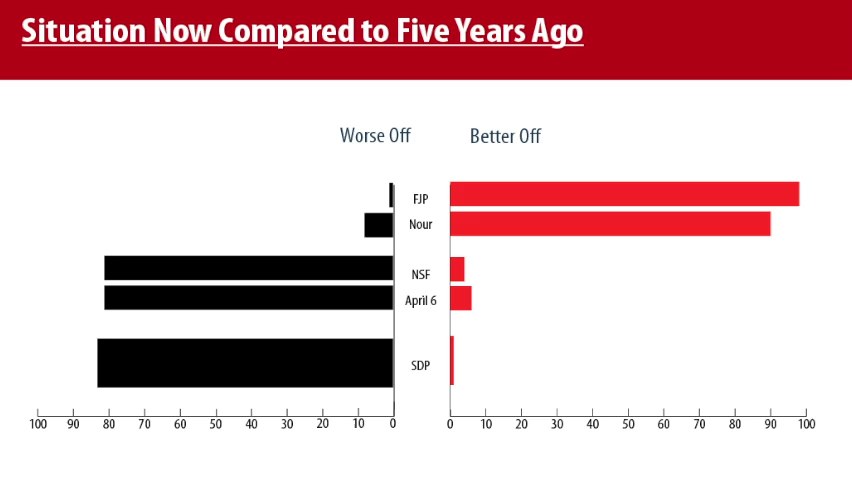 Situation Now Compared to Five Years Ago
Worse Off Better Off
FJP
Nour
NSF
April 6
SDP
100 90 80 70 60 50 40 30 20 10 0 0 10 20 30 40 50 60 70 80 90 100